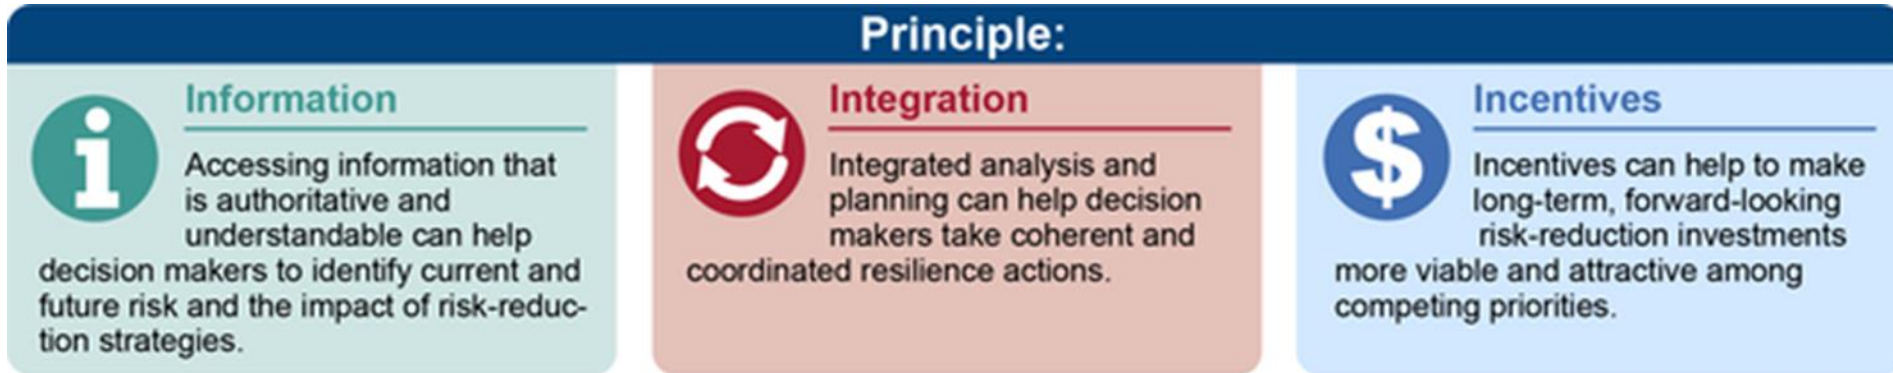 Principle:
Information
Accessing information that
is authoritative and
understandable can help
decision makers to identify current and
future risk and the impact of risk-reduc-
tion strategies.
Integration
Integrated analysis and
planning can help decision
makers take coherent and
coordinated resilience actions.
Incentives
Incentives can help to make
long-term, forward-looking
risk-reduction investments
more viable and attractive among
competing priorities.